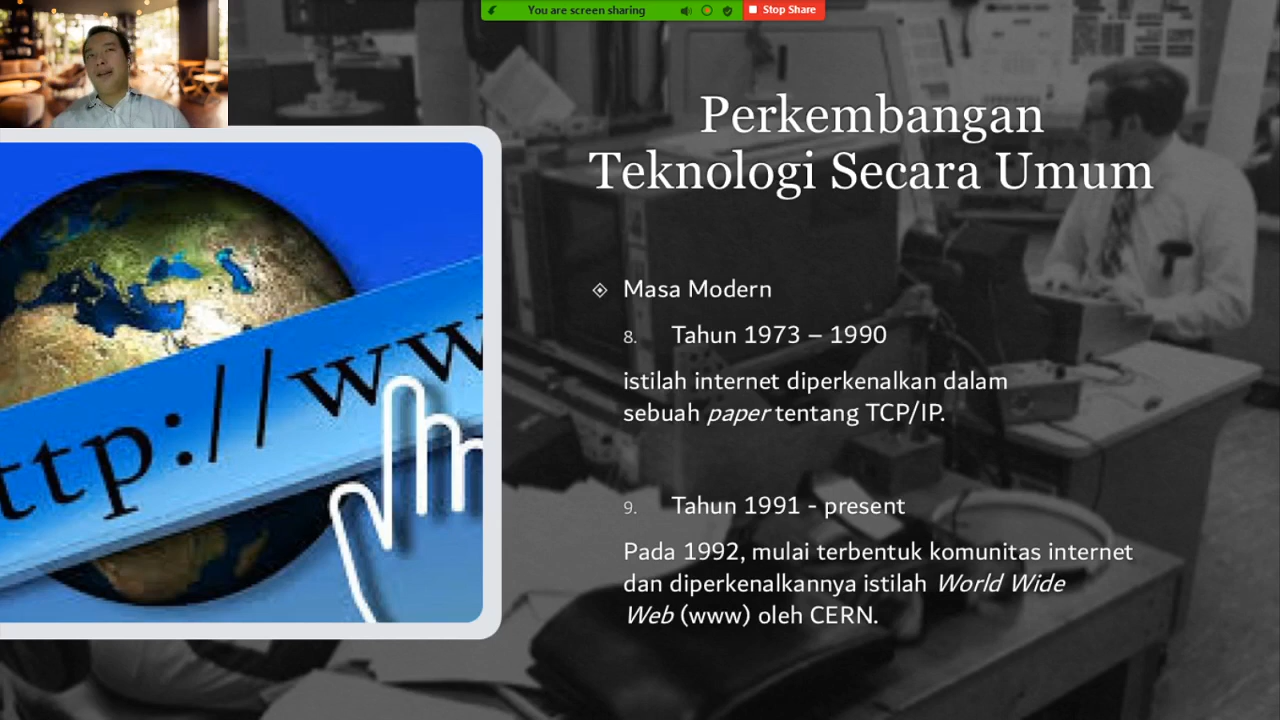 You are screen sharing
Stop Share
Perkembangan
Teknologi Secara Umum
Masa Modern
8. Tahun 1973 – 1990
istilah internet diperkenalkan dalam
sebuah paper tentang TCP/IP.
9. Tahun 1991 - present
Pada 1992, mulai terbentuk komunitas internet
dan diperkenalkannya istilah World Wide
Web (www) oleh CERN.
ttp://ww